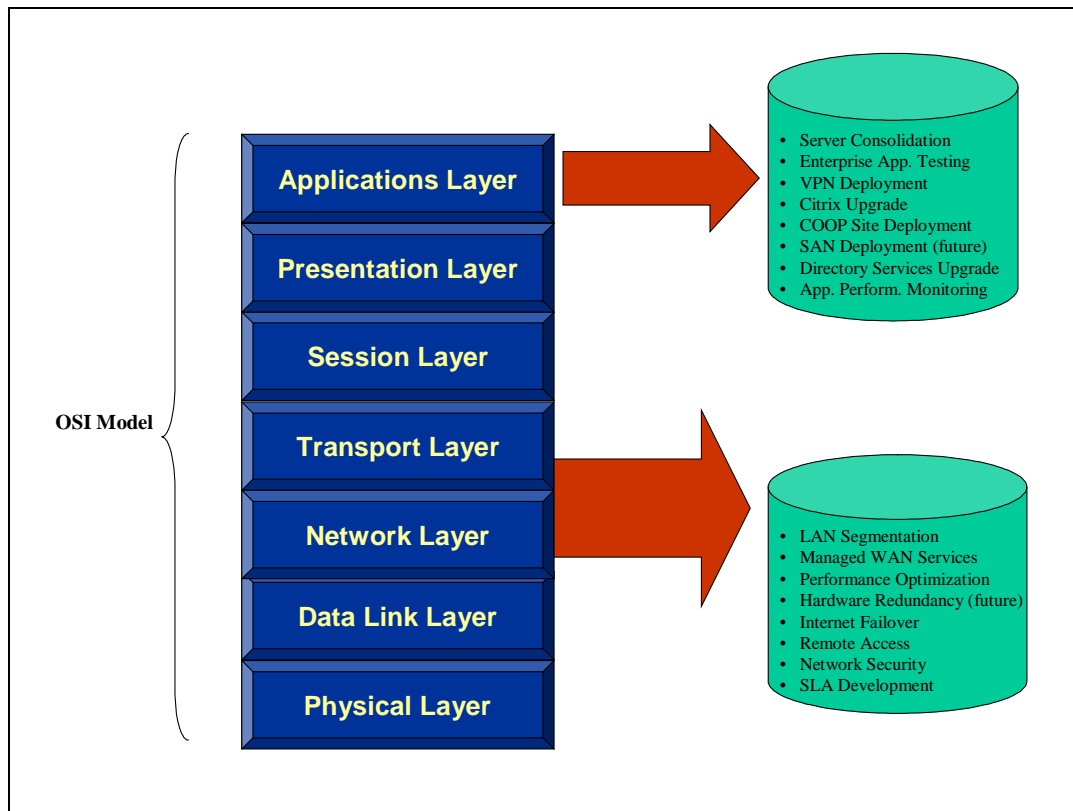 OSI Model
Applications Layer
Presentation Layer
Session Layer
Transport Layer
Network Layer
Data Link Layer
Physical Layer
• Server Consolidation
• Enterprise App. Testing
• VPN Deployment
• Citrix Upgrade
• COOP Site Deployment
• SAN Deployment (future)
• Directory Services Upgrade
• App. Perform. Monitoring
• LAN Segmentation
• Managed WAN Services
• Performance Optimization
• Hardware Redundancy (future)
• Internet Failover
• Remote Access
• Network Security
• SLA Development